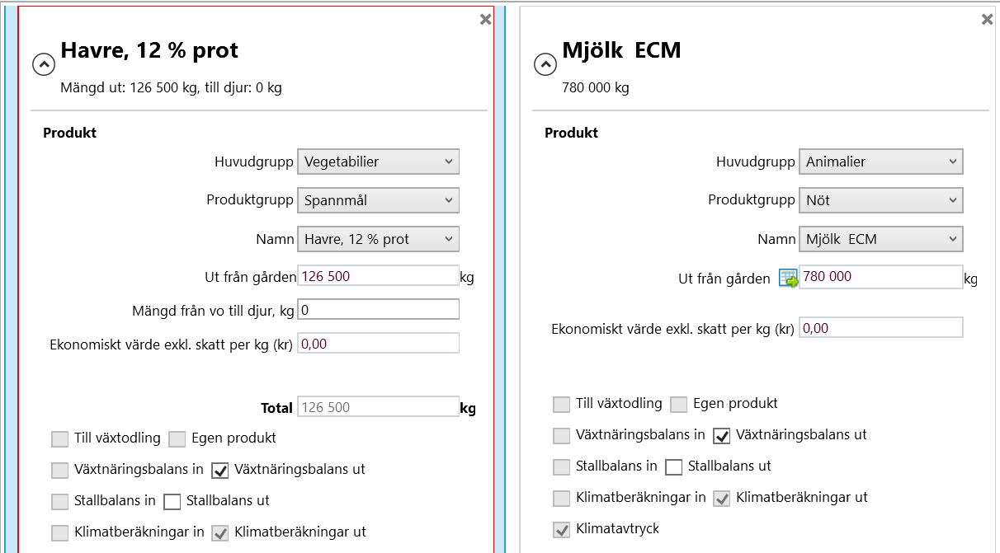 Havre, 12 % prot
Mängd ut: 126 500 kg, till djur: 0 kg
Produkt
Huvudgrupp Vegetabilier
Produktgrupp Spannmål
Namn Havre, 12 % prot
Ut från gården 126 500 kg
Mängd från vo till djur, kg 0
Ekonomiskt värde exkl. skatt per kg (kr) 0,00
Total 126 500 kg
Till växtodling Egen produkt
Växtnäringsbalans in Växtnäringsbalans ut
Stallbalans in Stallbalans ut
Klimatberäkningar in Klimatberäkningar ut
Mjölk ECM
780 000 kg
Produkt
Huvudgrupp Animalier
Produktgrupp Nöt
Namn Mjölk ECM
Ut från gården 780 000 kg
Ekonomiskt värde exkl. skatt per kg (kr) 0,00
Till växtodling Egen produkt
Växtnäringsbalans in Växtnäringsbalans ut
Stallbalans in Stallbalans ut
Klimatberäkningar in Klimatberäkningar ut
Klimatavtryck